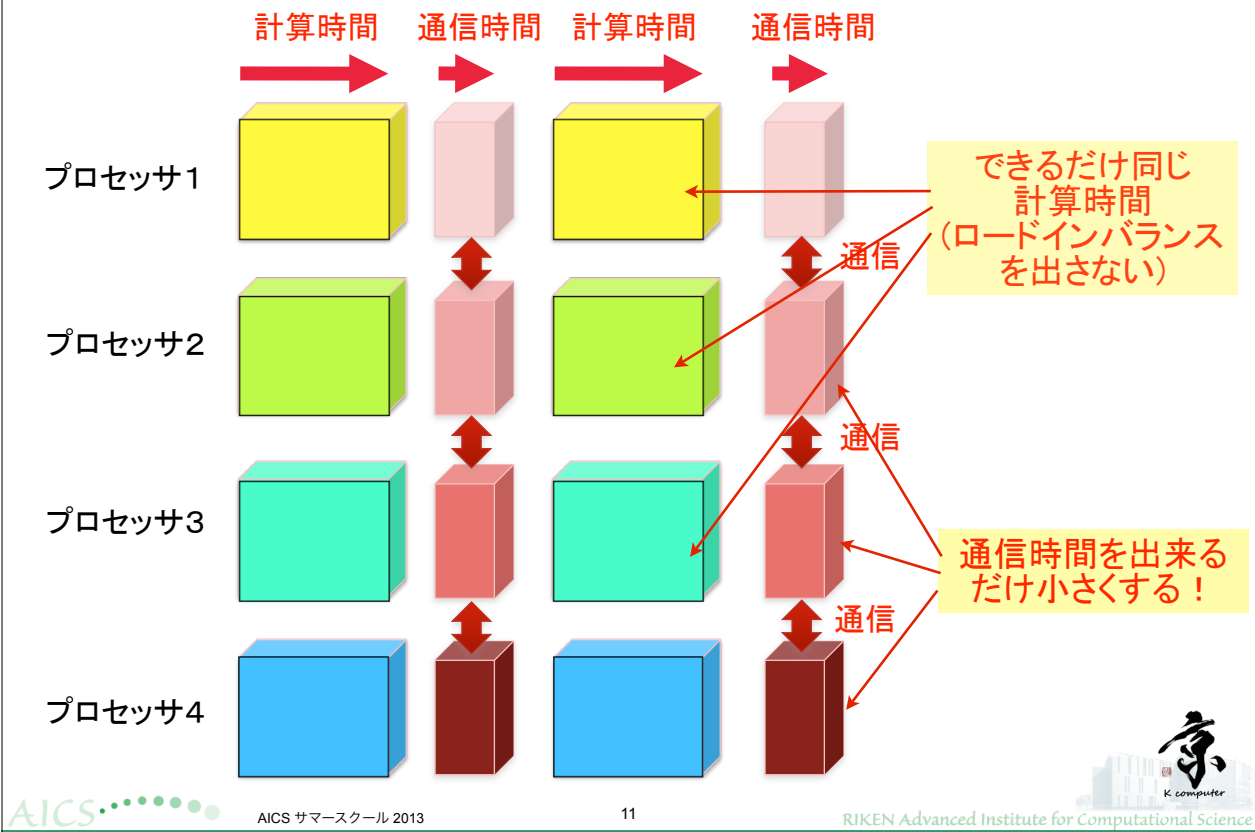 計算時間
通信時間
計算時間
通信時間
プロセッサ1
できるだけ同じ
計算時間
(ロードインバランス
を出さない)
通信
プロセッサ2
通信
プロセッサ3
通信時間を出来る
だけ小さくする！
通信
プロセッサ4
京
K computer
AICS
AICS サマースクール 2013
11
RIKEN Advanced Institute for Computational Science